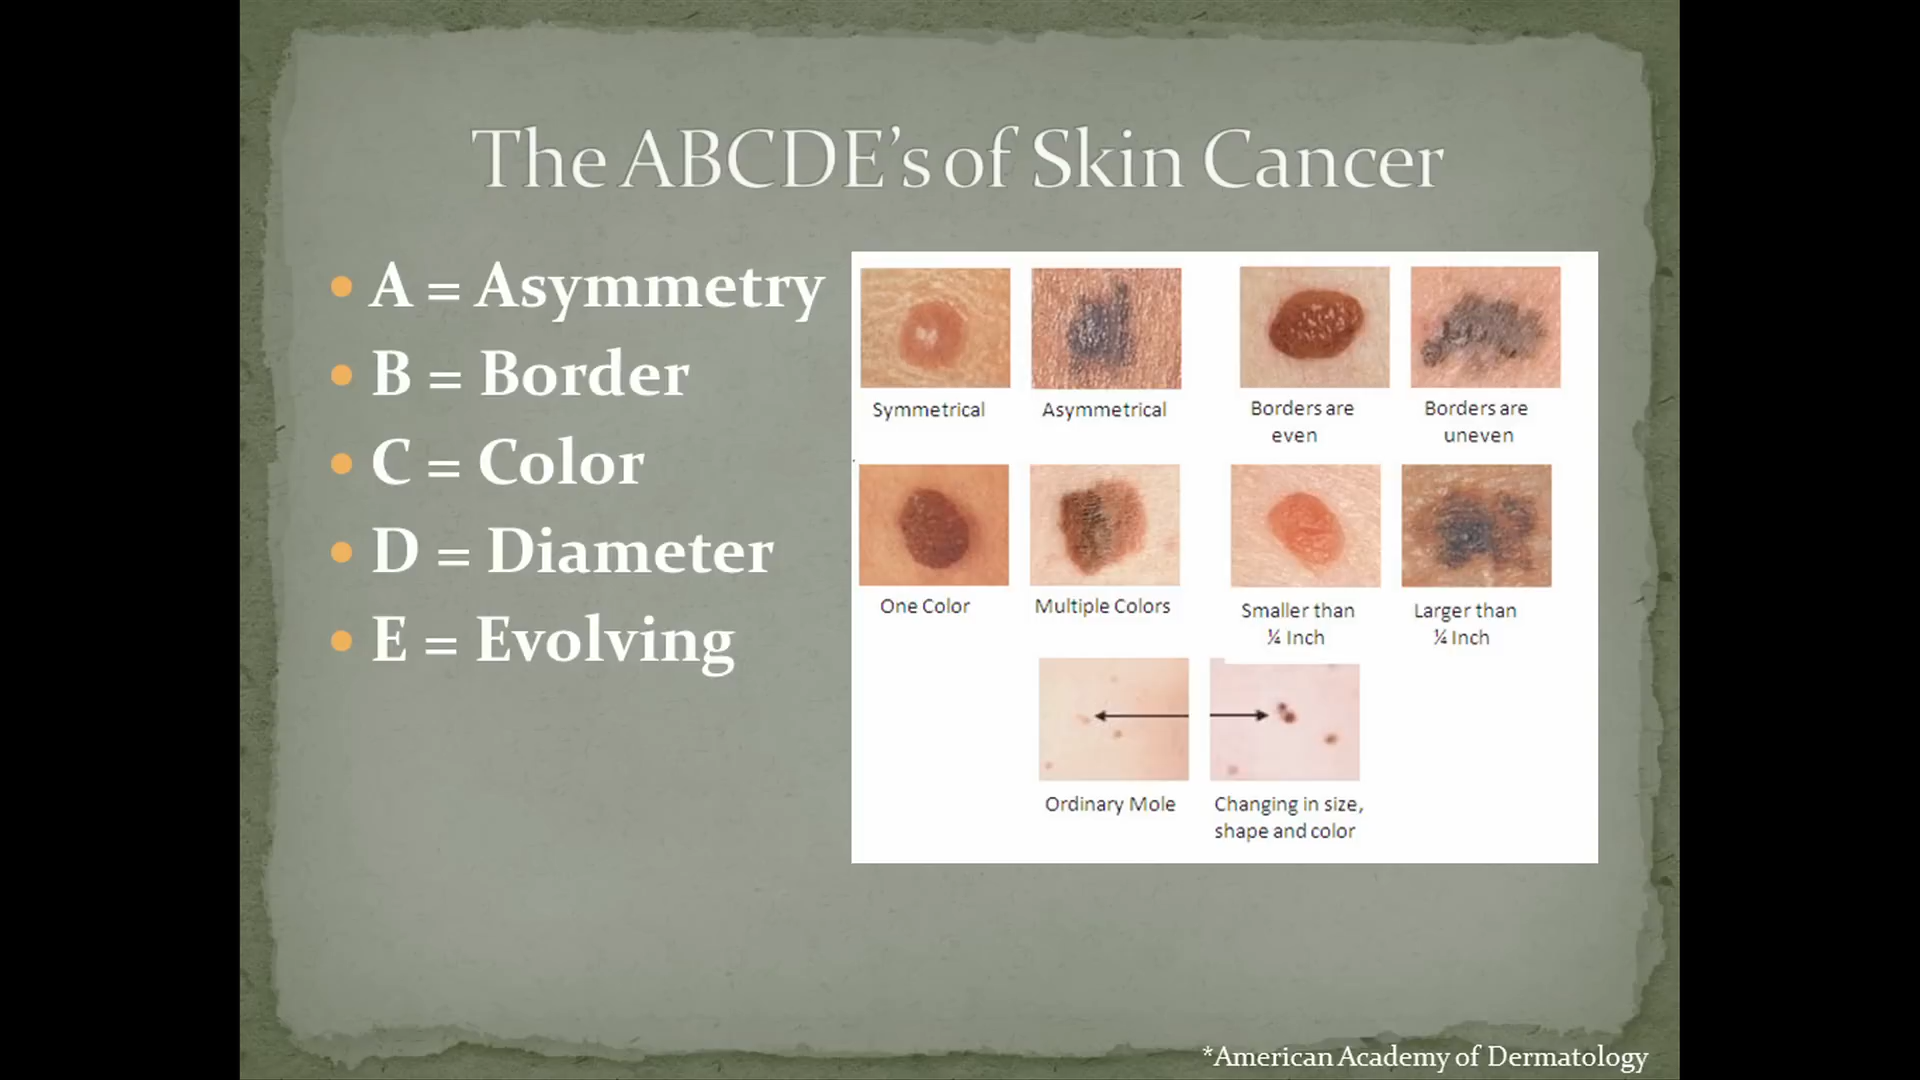 The ABCDE’s of Skin Cancer
A = Asymmetry
B = Border
C = Color
D = Diameter
E = Evolving
Symmetrical
Asymmetrical
Borders are
even
Borders are
uneven
One Color
Multiple Colors
Smaller than
¼ Inch
Larger than
¼ Inch
Ordinary Mole
Changing in size,
shape and color
*American Academy of Dermatology